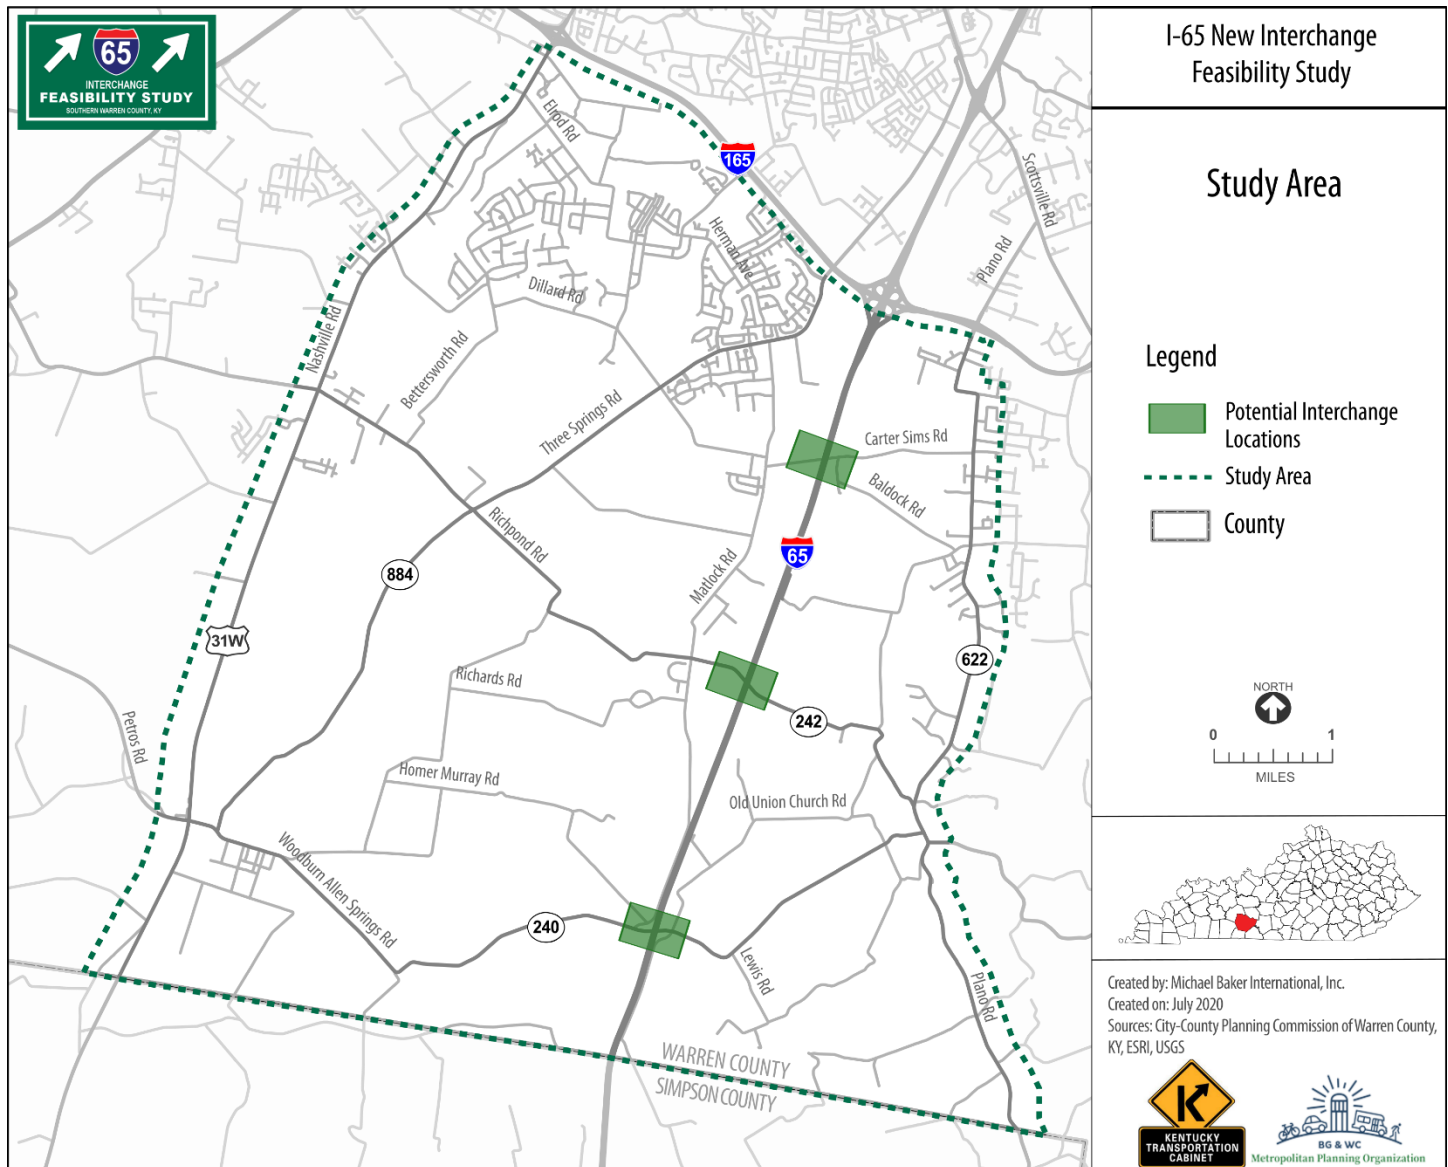 65
INTERCHANGE
FEASIBILITY STUDY
SOUTHERN WARREN COUNTY, KY
I-65 New Interchange
Feasibility Study
Study Area
Legend
Potential Interchange
Locations
Study Area
County
NORTH
0 1
MILES
Created by: Michael Baker International, Inc.
Created on: July 2020
Sources: City-County Planning Commission of Warren County,
KY, ESRI, USGS
KENTUCKY
TRANSPORTATION
CABINET
BG & WC
Metropolitan Planning Organization
Elrod Rd
165
Scottsville Rd
Herman Ave
Plano Rd
Dillard Rd
Nashville Rd
Bettersworth Rd
Three Springs Rd
Carter Sims Rd
Baldock Rd
Richpond Rd
65
884
Matlock Rd
31W
622
Richards Rd
Petros Rd
242
Homer Murray Rd
Old Union Church Rd
Woodburn Allen Springs Rd
240
Lewis Rd
Plano Rd
WARREN COUNTY
SIMPSON COUNTY